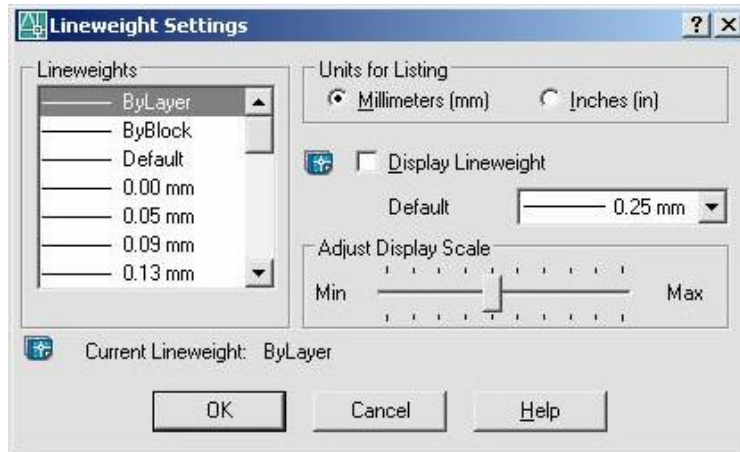 Lineweight Settings
Lineweights
ByLayer
ByBlock
Default
0.00 mm
0.05 mm
0.09 mm
0.13 mm
Units for Listing
Millimeters (mm) Inches (in)
Display Lineweight
Default 0.25 mm
Adjust Display Scale
Min Max
Current Lineweight: ByLayer
OK Cancel Help